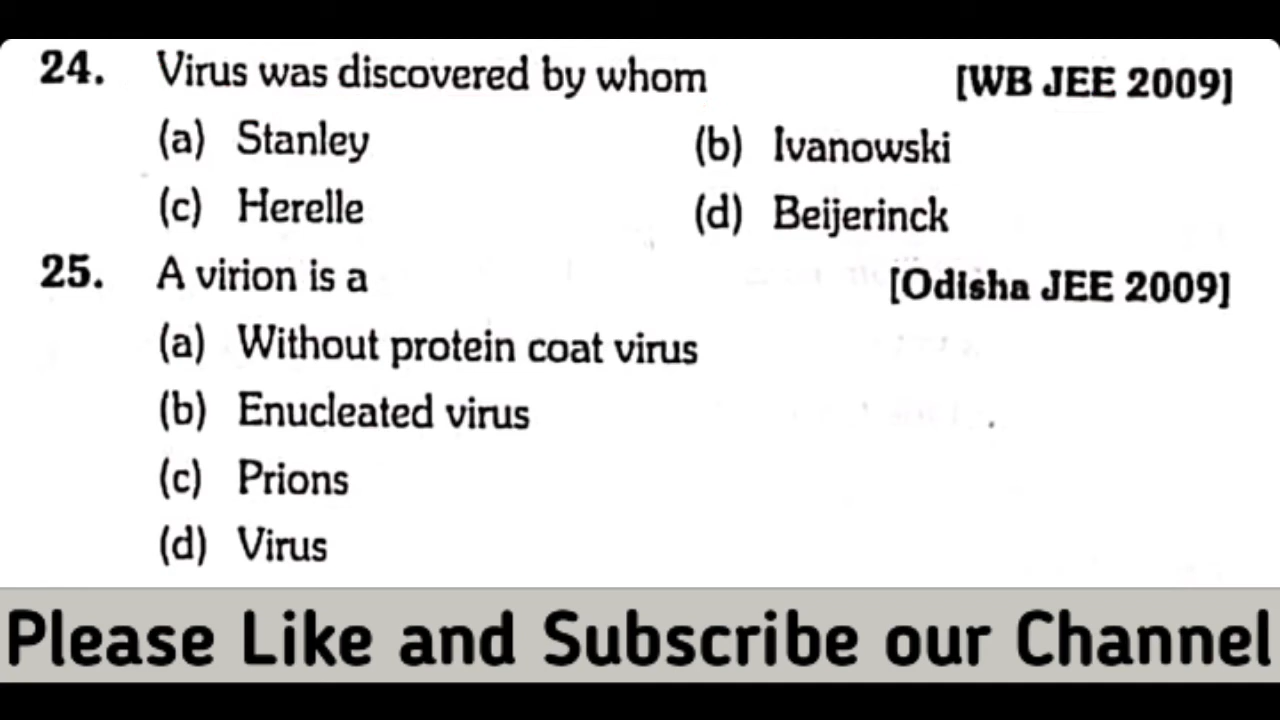 24. Virus was discovered by whom [WB JEE 2009]
(a) Stanley (b) Ivanowski
(c) Herelle (d) Beijerinck
25. A virion is a [Odisha JEE 2009]
(a) Without protein coat virus
(b) Enucleated virus
(c) Prions
(d) Virus
Please Like and Subscribe our Channel